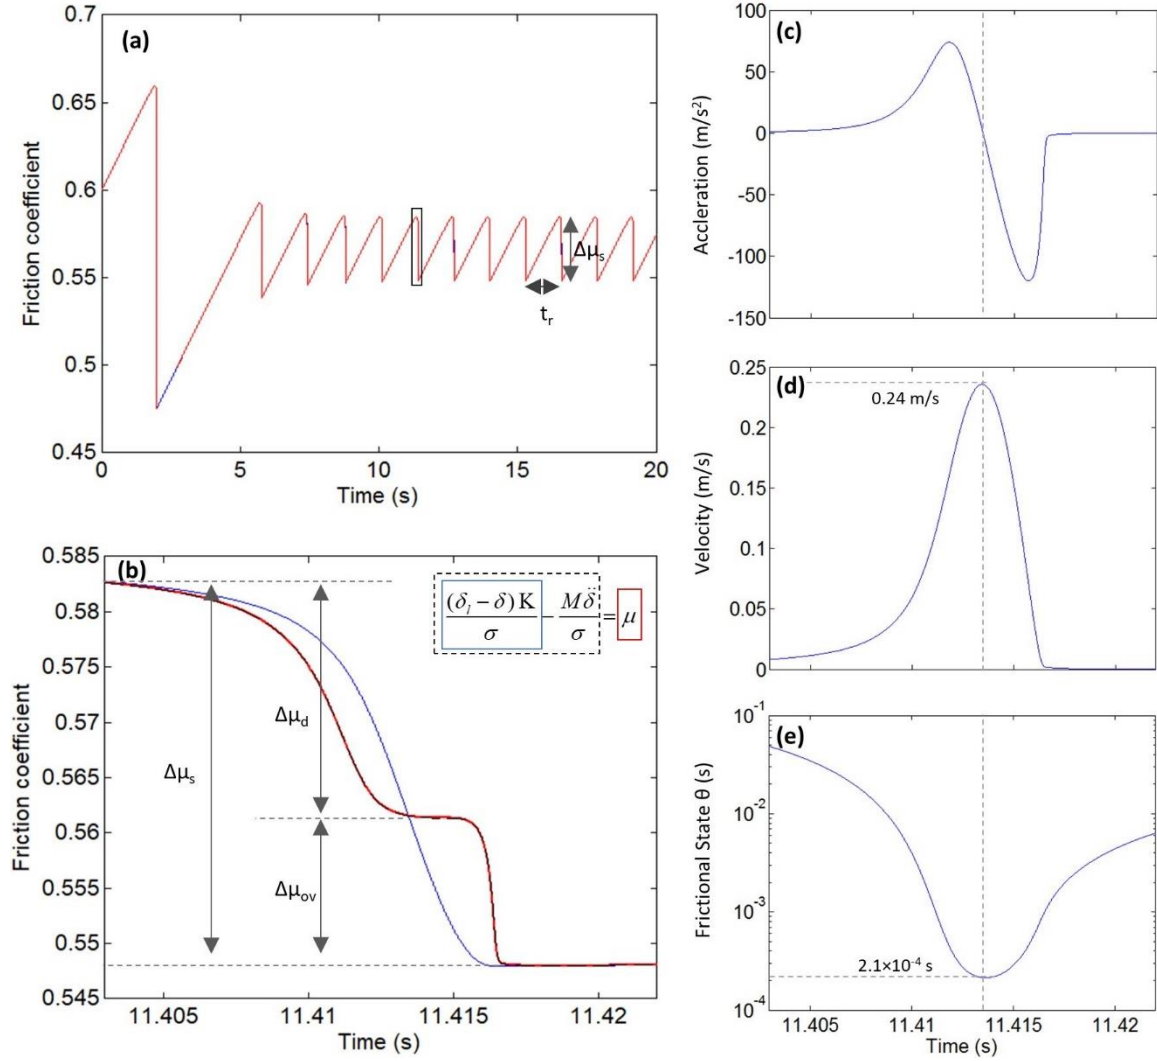 (a)
0.7
0.65
0.6
0.55
0.5
0.45
Friction coefficient
Δμs
tr
0 5 10 15 20
Time (s)
(b)
0.585
0.58
0.575
0.57
0.565
0.56
0.555
0.55
0.545
Friction coefficient
(δl − δ) K / σ − Mδ̈ / σ = μ
Δμd
Δμs
Δμov
11.405 11.41 11.415 11.42
Time (s)
(c)
100
50
0
-50
-100
-150
Accleration (m/s²)
(d)
0.25
0.2
0.15
0.1
0.05
0
Velocity (m/s)
0.24 m/s
(e)
10⁻¹
10⁻²
10⁻³
10⁻⁴
Frictional State θ (s)
2.1×10⁻⁴ s
11.405 11.41 11.415 11.42
Time (s)